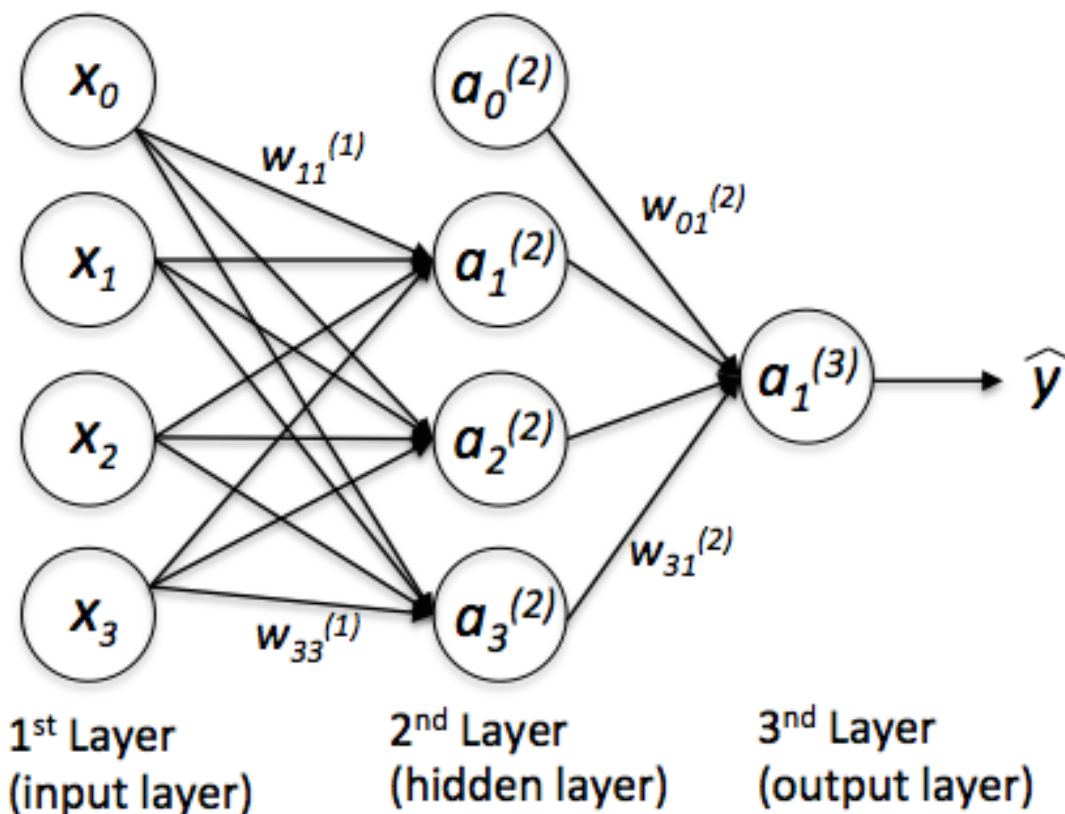 x₀
a₀⁽²⁾
w₁₁⁽¹⁾
w₀₁⁽²⁾
x₁
a₁⁽²⁾
a₁⁽³⁾
ŷ
x₂
a₂⁽²⁾
w₃₁⁽²⁾
x₃
a₃⁽²⁾
w₃₃⁽¹⁾
1st Layer
(input layer)
2nd Layer
(hidden layer)
3nd Layer
(output layer)